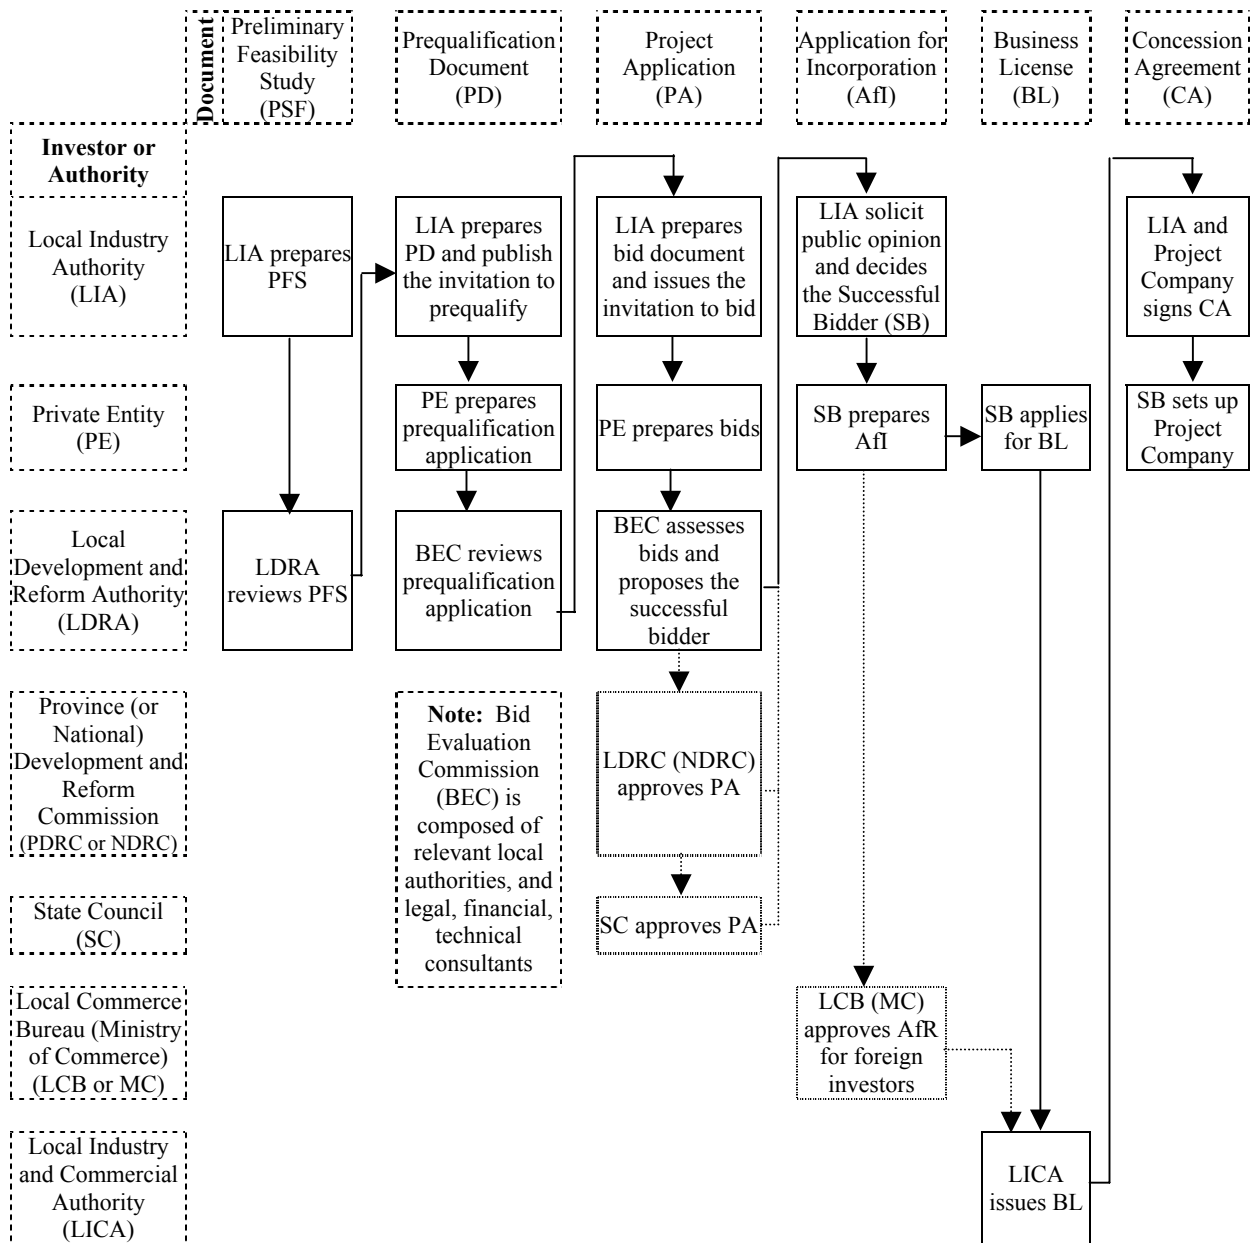 Document
Preliminary
Feasibility
Study
(PSF)
Prequalification
Document
(PD)
Project
Application
(PA)
Application for
Incorporation
(AfI)
Business
License
(BL)
Concession
Agreement
(CA)
Investor or
Authority
Local Industry
Authority
(LIA)
LIA prepares
PFS
LIA prepares
PD and publish
the invitation to
prequalify
LIA prepares
bid document
and issues the
invitation to bid
LIA solicit
public opinion
and decides
the Successful
Bidder (SB)
LIA and
Project
Company
signs CA
Private Entity
(PE)
PE prepares
prequalification
application
PE prepares bids
SB prepares
AfI
SB applies
for BL
SB sets up
Project
Company
Local
Development and
Reform Authority
(LDRA)
LDRA
reviews PFS
BEC reviews
prequalification
application
BEC assesses
bids and
proposes the
successful
bidder
Province (or
National)
Development and
Reform
Commission
(PDRC or NDRC)
Note: Bid
Evaluation
Commission
(BEC) is
composed of
relevant local
authorities, and
legal, financial,
technical
consultants
LDRC (NDRC)
approves PA
State Council
(SC)
SC approves PA
Local Commerce
Bureau (Ministry
of Commerce)
(LCB or MC)
LCB (MC)
approves AfR
for foreign
investors
Local Industry
and Commercial
Authority
(LICA)
LICA
issues BL